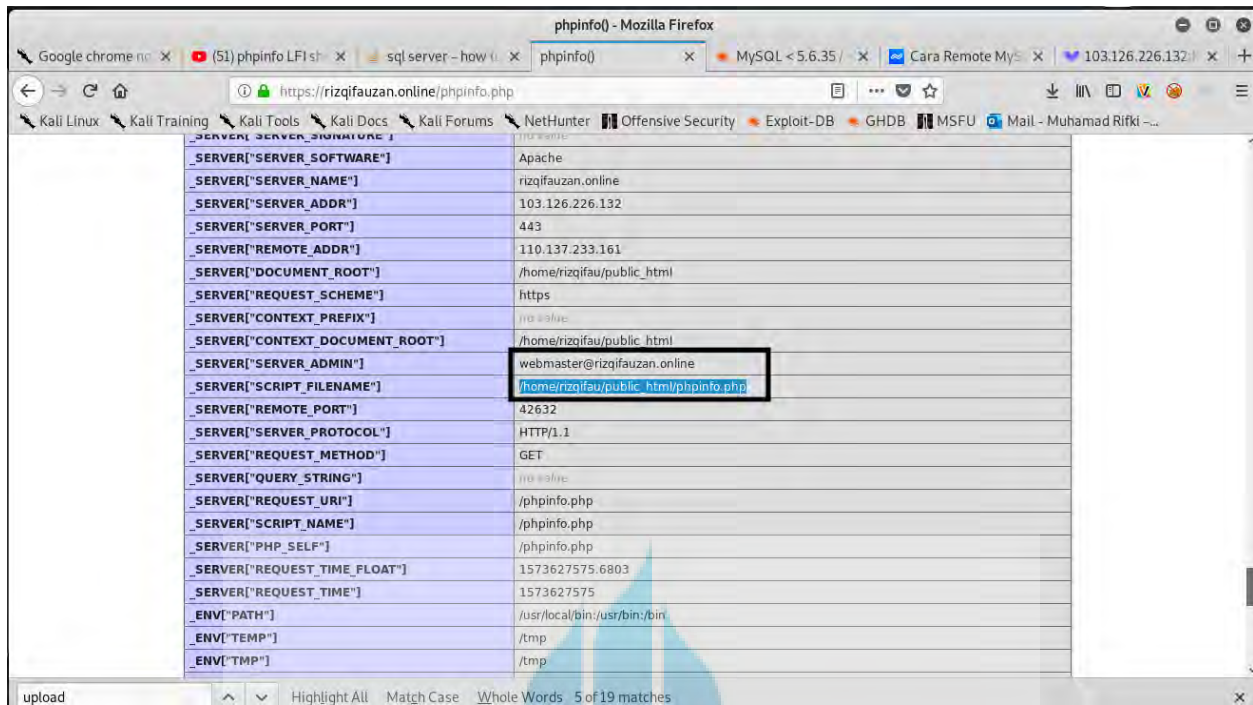 phpinfo() - Mozilla Firefox
Google chrome no (51) phpinfo LFI sh sql server - how phpinfo() MySQL < 5.6.35 / Cara Remote MyS 103.126.226.132
https://rizqifauzan.online/phpinfo.php
Kali Linux Kali Training Kali Tools Kali Docs Kali Forums NetHunter Offensive Security Exploit-DB GHDB MSFU Mail - Muhamad Rifki -...
_SERVER["SERVER_SIGNATURE"] no value
_SERVER["SERVER_SOFTWARE"] Apache
_SERVER["SERVER_NAME"] rizqifauzan.online
_SERVER["SERVER_ADDR"] 103.126.226.132
_SERVER["SERVER_PORT"] 443
_SERVER["REMOTE_ADDR"] 110.137.233.161
_SERVER["DOCUMENT_ROOT"] /home/rizqifau/public_html
_SERVER["REQUEST_SCHEME"] https
_SERVER["CONTEXT_PREFIX"] no value
_SERVER["CONTEXT_DOCUMENT_ROOT"] /home/rizqifau/public_html
_SERVER["SERVER_ADMIN"] webmaster@rizqifauzan.online
_SERVER["SCRIPT_FILENAME"] /home/rizqifau/public_html/phpinfo.php
_SERVER["REMOTE_PORT"] 42632
_SERVER["SERVER_PROTOCOL"] HTTP/1.1
_SERVER["REQUEST_METHOD"] GET
_SERVER["QUERY_STRING"] no value
_SERVER["REQUEST_URI"] /phpinfo.php
_SERVER["SCRIPT_NAME"] /phpinfo.php
_SERVER["PHP_SELF"] /phpinfo.php
_SERVER["REQUEST_TIME_FLOAT"] 1573627575.6803
_SERVER["REQUEST_TIME"] 1573627575
_ENV["PATH"] /usr/local/bin:/usr/bin:/bin
_ENV["TEMP"] /tmp
_ENV["TMP"] /tmp
upload Highlight All Match Case Whole Words 5 of 19 matches